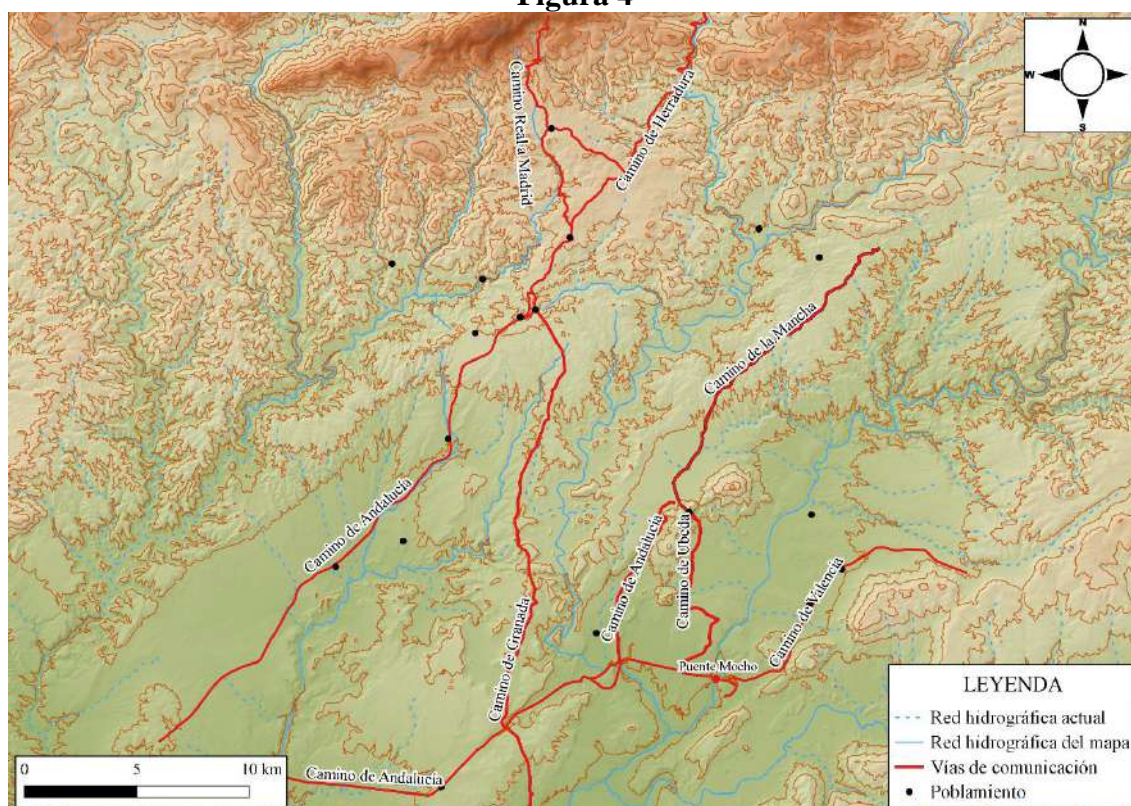 Figura 4
N
W
S
Camino Real a Madrid
Camino de Herradura
Camino de la Mancha
Camino de Andalucía
Camino de Granada
Camino de Andalucía
Camino de Ubeda
Camino de Valencia
Puente Mocho
Camino de Andalucía
0 5 10 km
LEYENDA
Red hidrográfica actual
Red hidrográfica del mapa
Vías de comunicación
Poblamiento